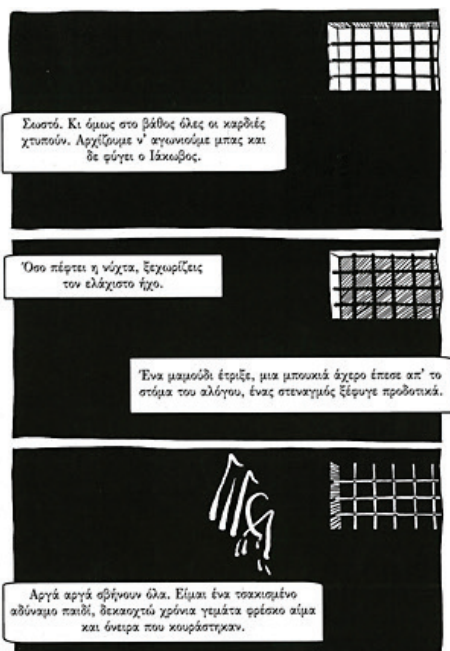 Σωστό. Κι όμως στο βάθος όλες οι καρδιές
χτυπούν. Αρχίζουμε ν' αγωνιούμε μπας και
δε φύγει ο Ιάκωβος.
Όσο πέφτει η νύχτα, ξεχωρίζεις
τον ελάχιστο ήχο.
Ένα μαμούδι έτριξε, μια μπουκιά άχερο έπεσε απ' το
στόμα του αλόγου, ένας στεναγμός ξέφυγε προδοτικά.
Αργά αργά σβήνουν όλα. Είμαι ένα τσακισμένο
αδύναμο παιδί, δεκαοχτώ χρόνια γεμάτα φρέσκο αίμα
και όνειρα που κουράστηκαν.